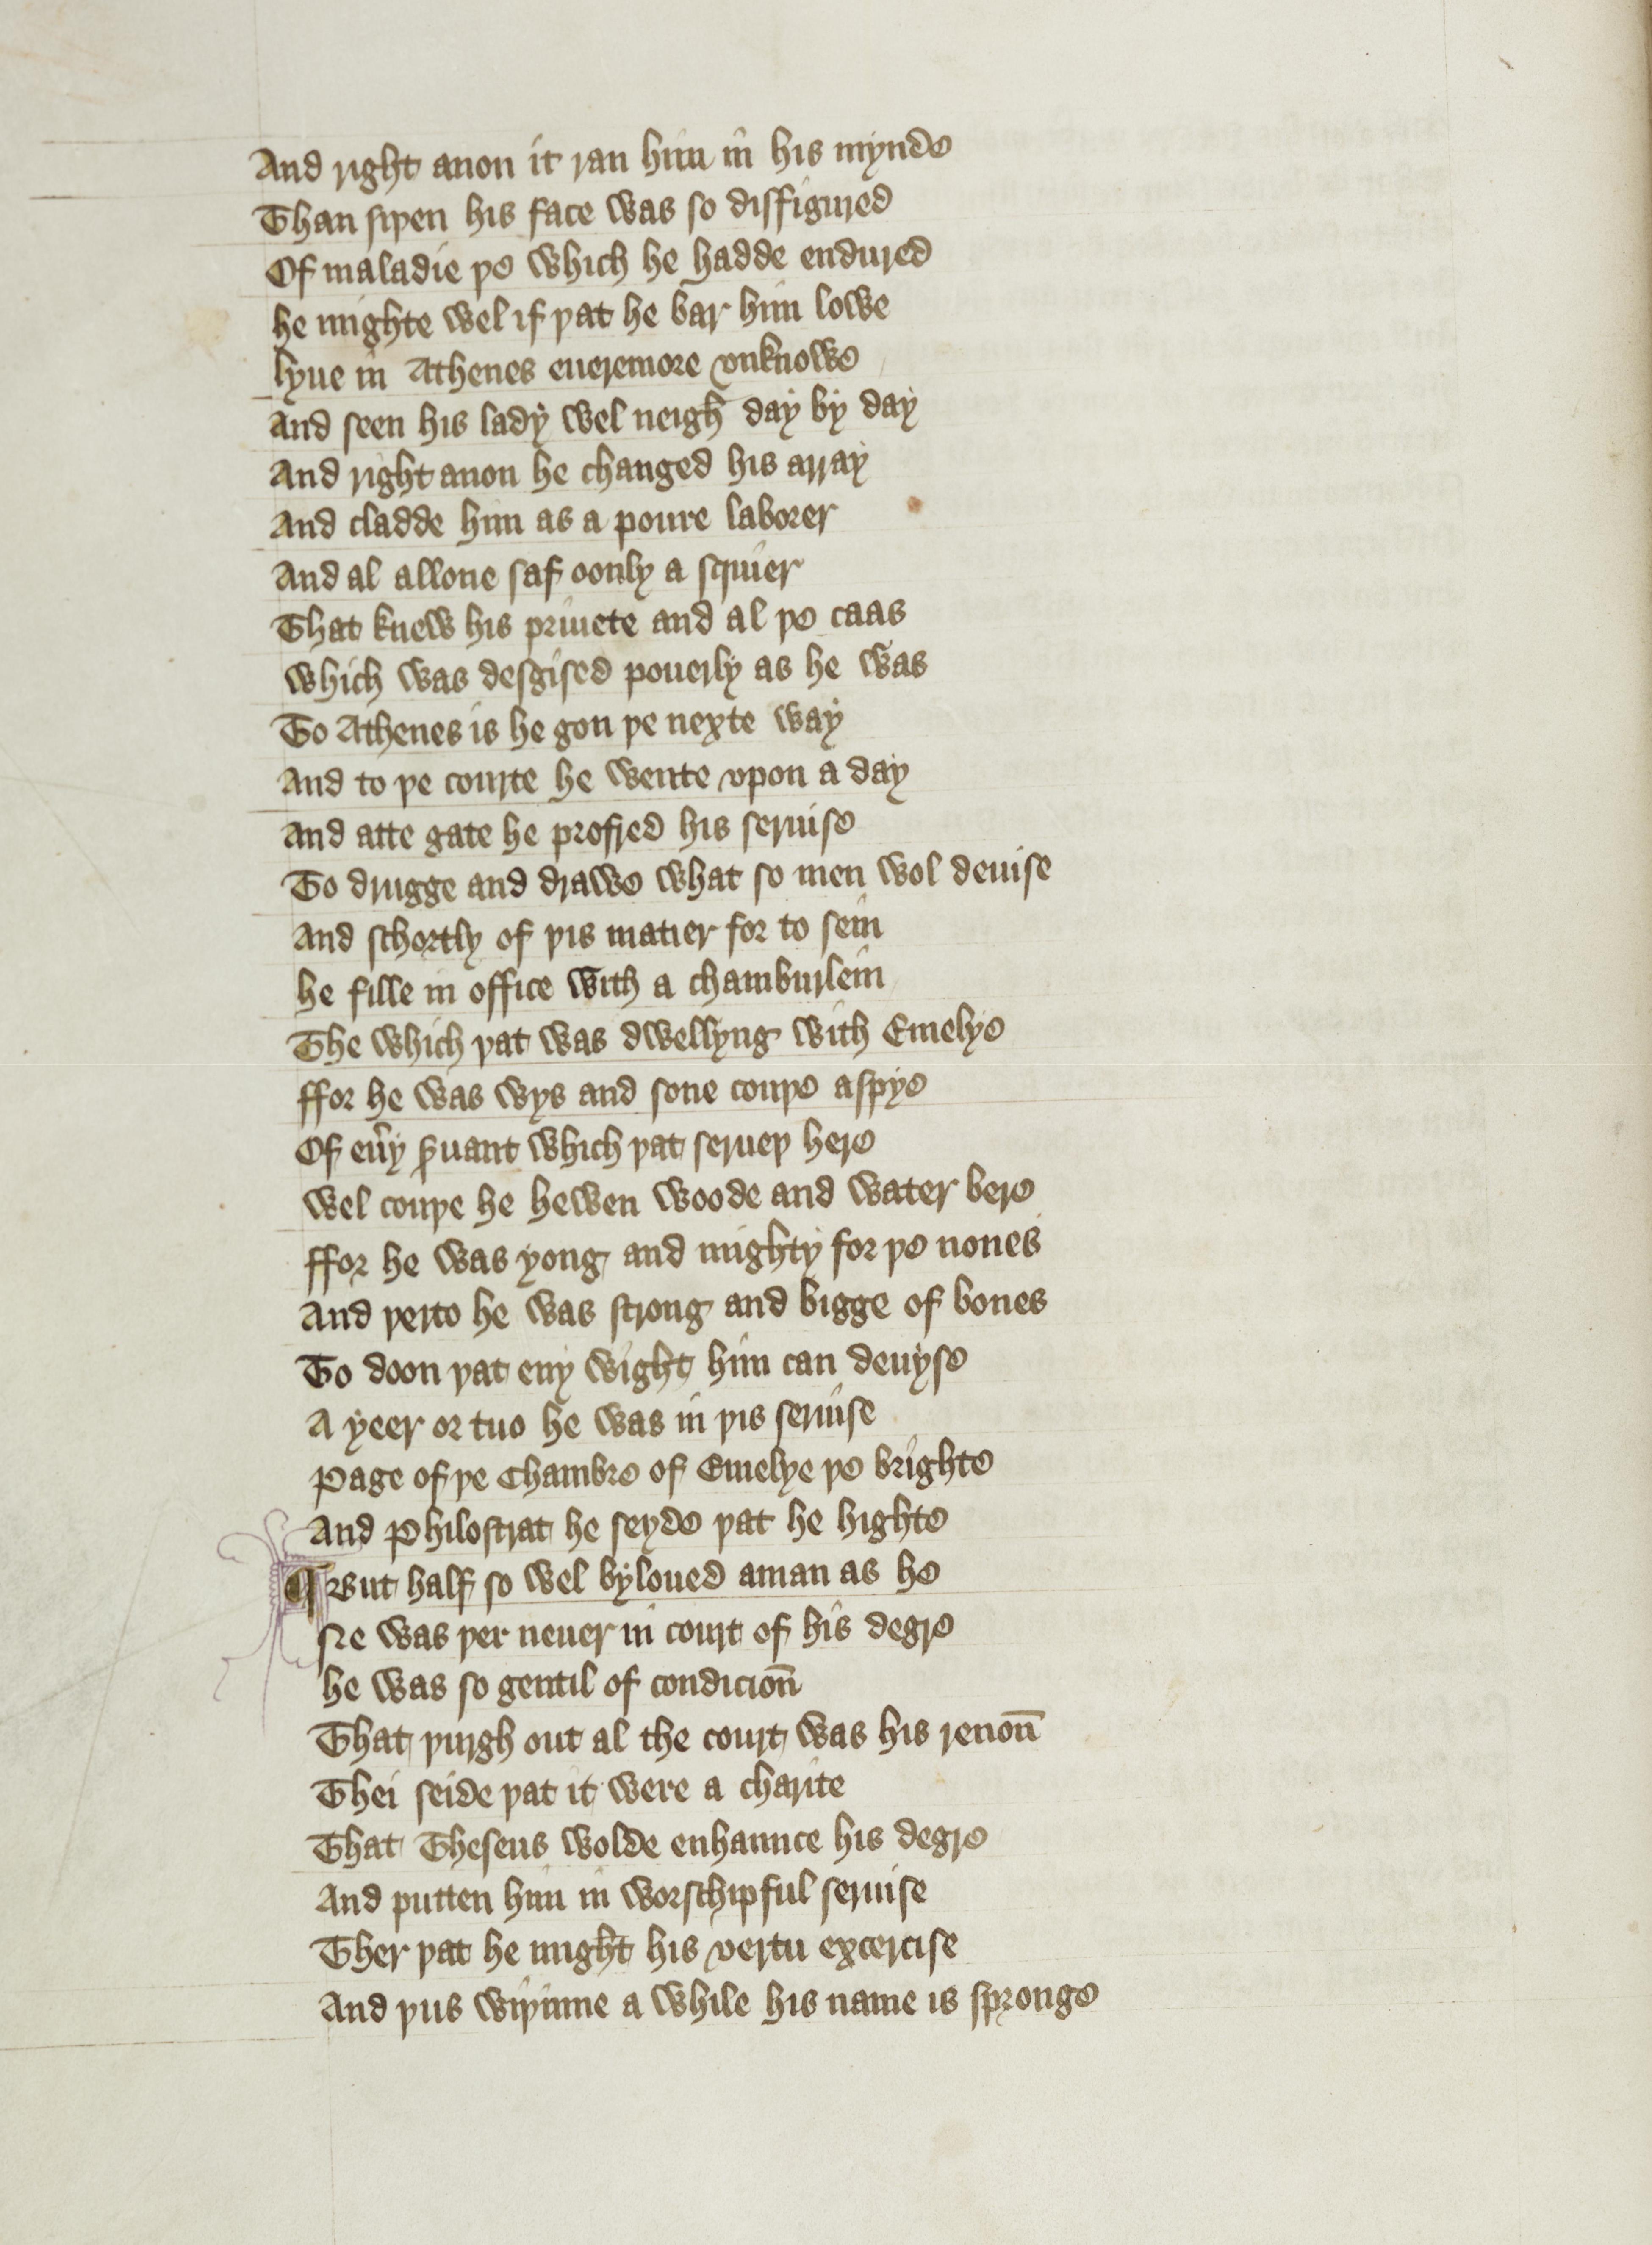 And right anon it ran him in his mynde
Than siþen his face was so disfigured
Of maladie þe which he hadde endured
he mighte wel if þat he bar him lowe
lyue in Athenes eueremore vnknowe
And seen his lady wel neigh day by day
And right anon he changed his array
And cladde him as a poure laborer
And al allone saf oonly a squier
That knew his priuete and al þe caas
which was desgised pouerly as he was
To Athenes is he gon þe nexte way
And to þe courte he wente vpon a day
And atte gate he profred his seruise
To drugge and drawe what so men wol deuise
And schortly of þis matier for to sein
he fille in office with a chamburlein
The which þat was dwellyng with Emelye
ffor he was wys and sone couþe aspye
Of eu̾y ꝑuant which þat serueþ here
wel couþe he hewen woode and water bere
ffor he was yong and mighty for þe nones
And þerto he was strong and bigge of bones
To doon þat eny wight him can deuyse
A yeer or tuo he was in þis seruise
Page of þe Chambre of Emelye þe brighte
And Philostrat he seyde þat he highte
¶ But half so wel byloued aman as he
Ne was þer neuer in court of his degre
he was so gentil of condicion̄
That þurgh out al the court was his renon̄
Thei seide þat it were a charite
That Theseus wolde enhaunce his degre
And putten him in worschipful seruise
Ther þat he might his vertu excercise
And þus wiþinne a while his name is spronge